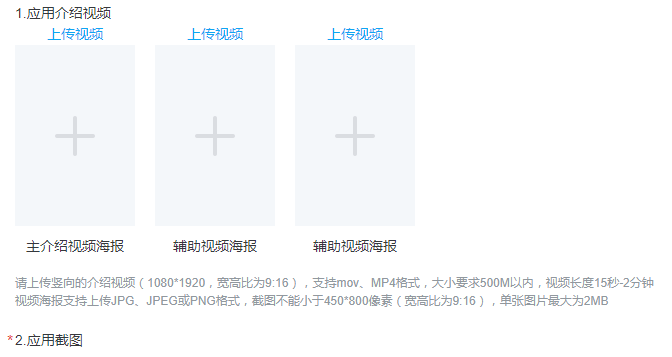 1.应用介绍视频
上传视频 上传视频 上传视频
主介绍视频海报 辅助视频海报 辅助视频海报
请上传竖向的介绍视频（1080*1920，宽高比为9:16），支持mov、MP4格式，大小要求500M以内，视频长度15秒-2分钟
视频海报支持上传JPG、JPEG或PNG格式，截图不能小于450*800像素（宽高比为9:16），单张图片最大为2MB
*2.应用截图